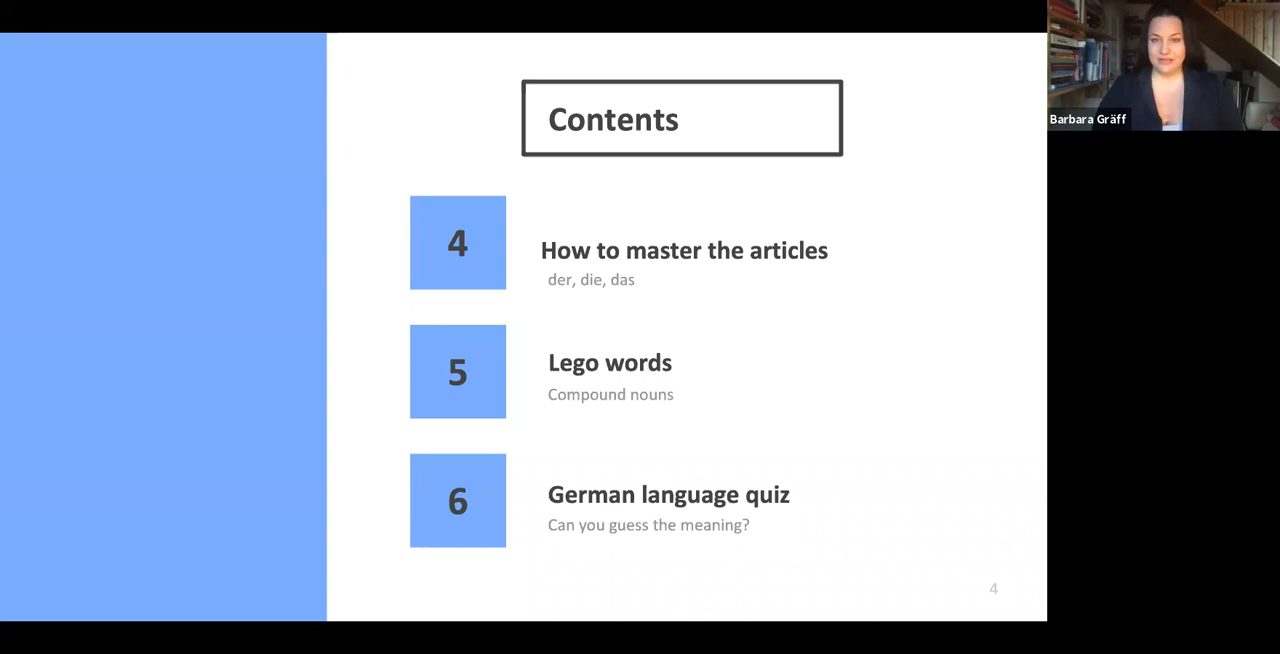 Contents
4
How to master the articles
der, die, das
5
Lego words
Compound nouns
6
German language quiz
Can you guess the meaning?
4
Barbara Gräff